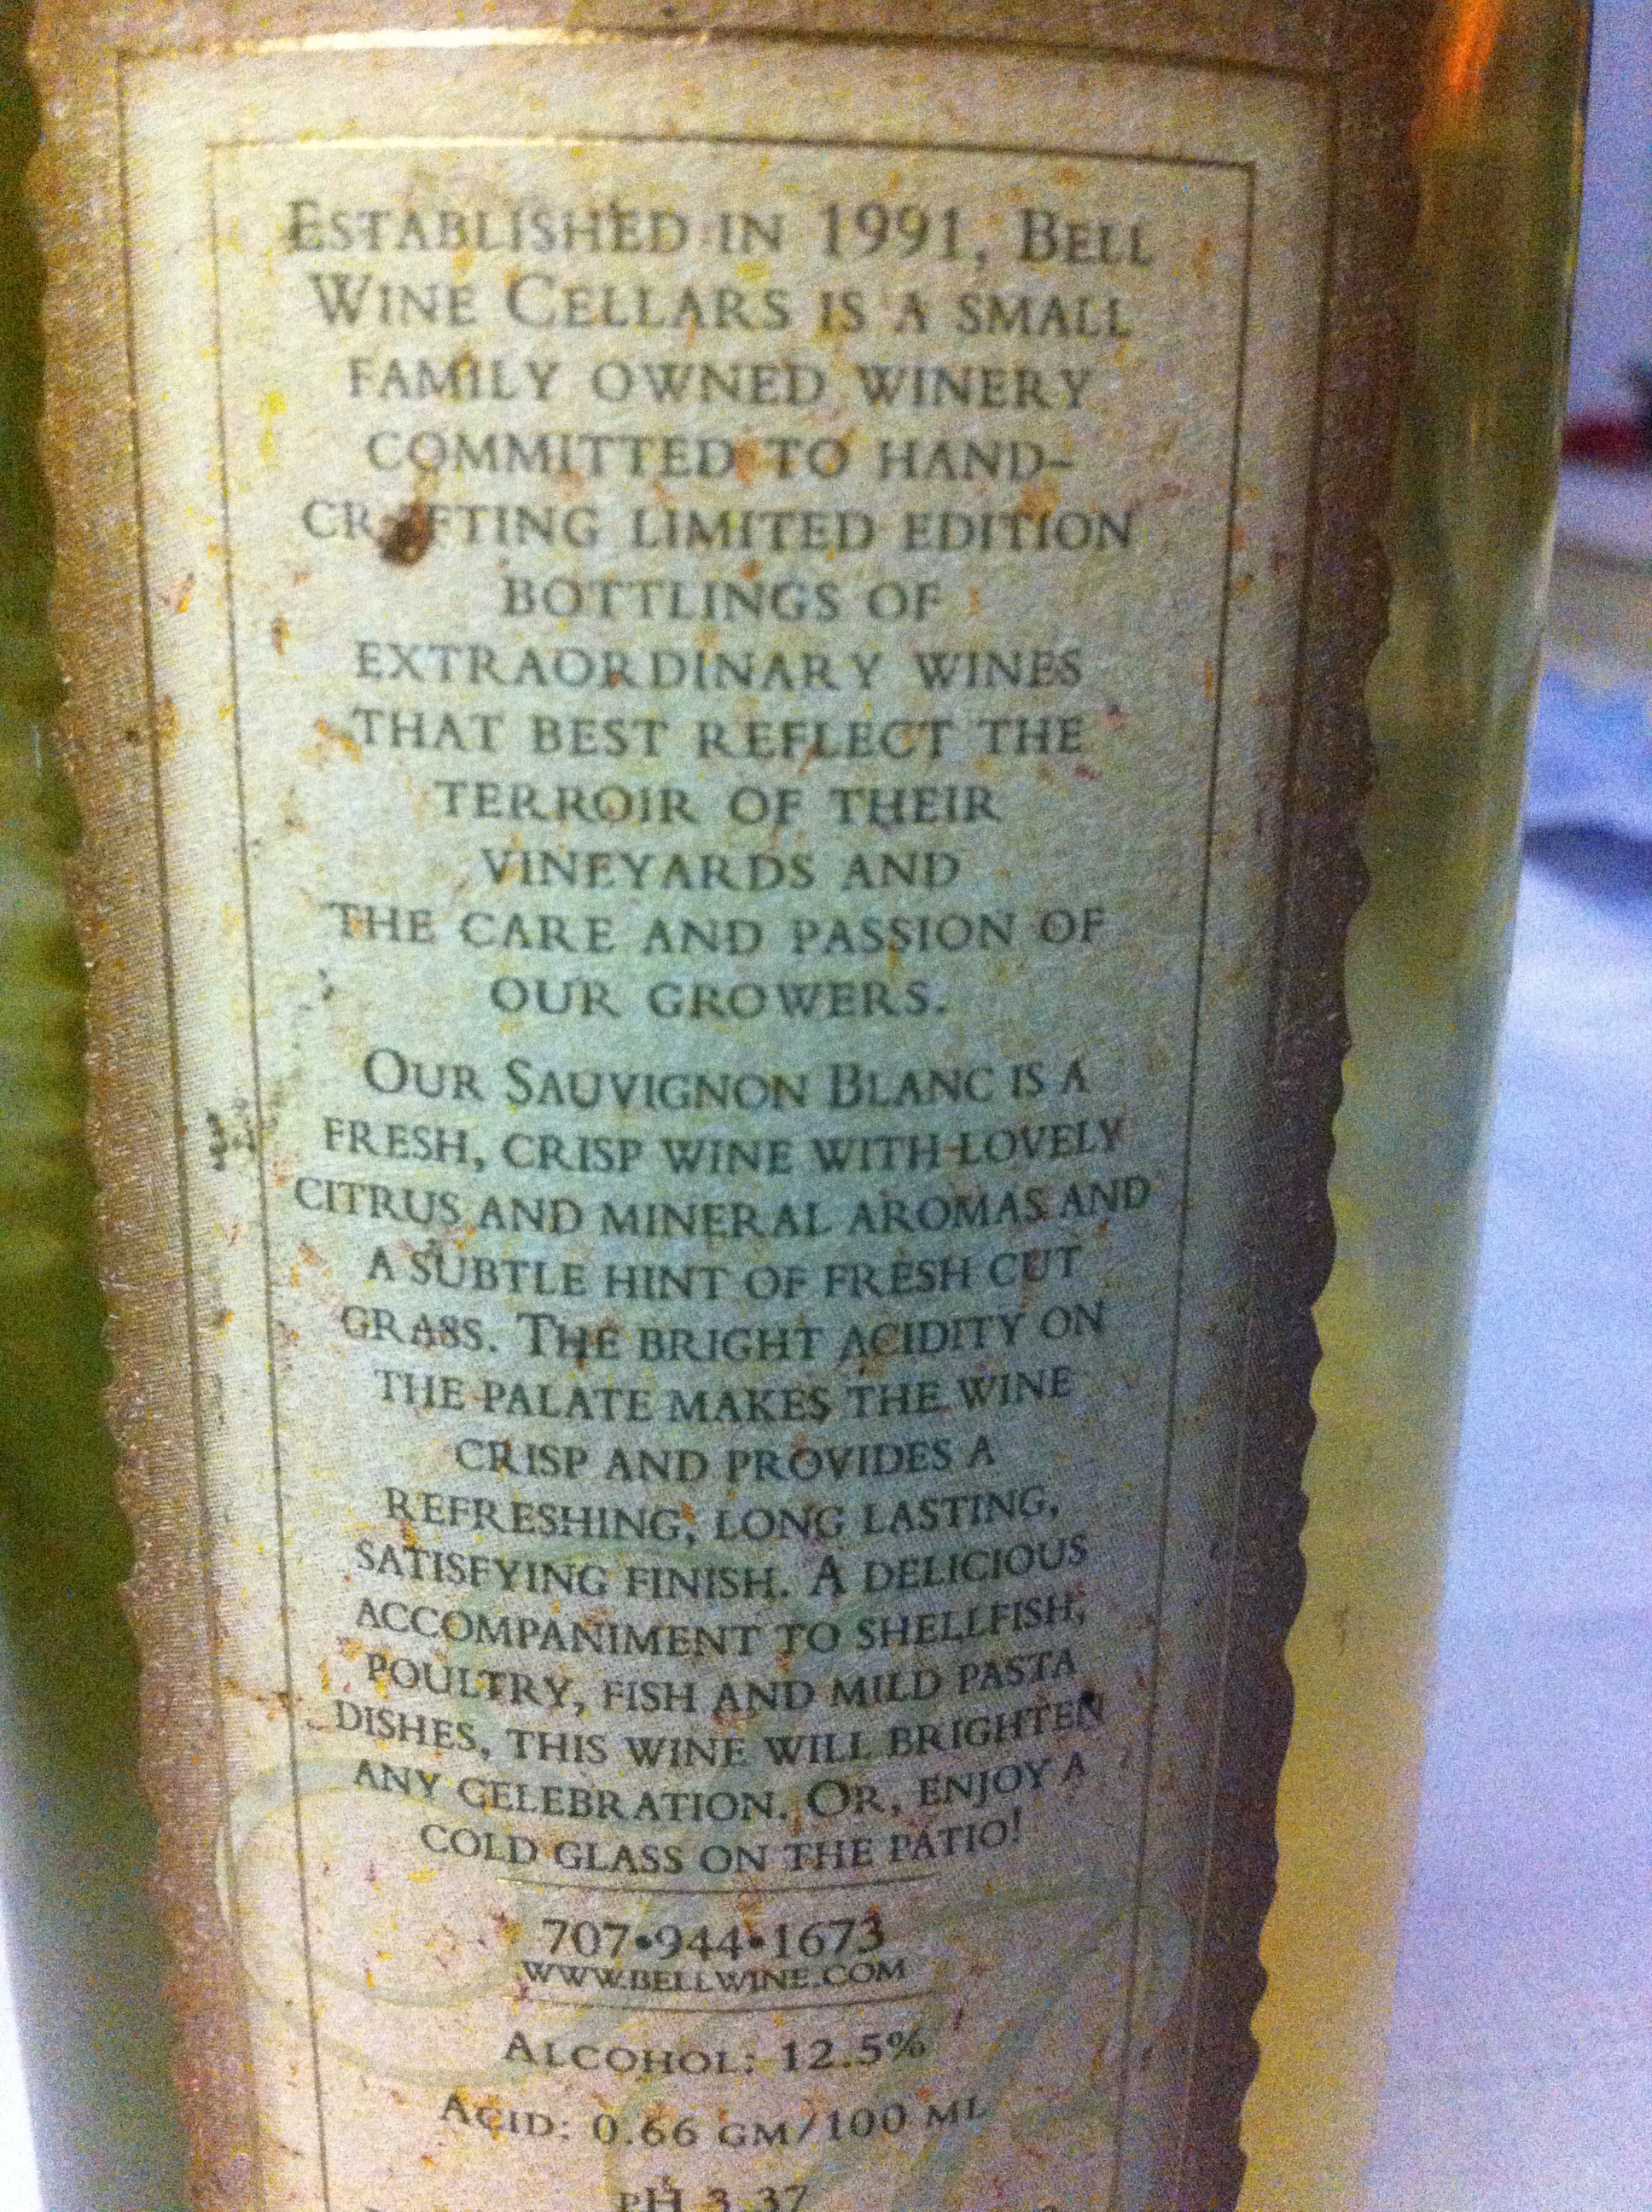 ESTABLISHED IN 1991, BELL
WINE CELLARS IS A SMALL
FAMILY OWNED WINERY
COMMITTED TO HAND-
CRAFTING LIMITED EDITION
BOTTLINGS OF
EXTRAORDINARY WINES
THAT BEST REFLECT THE
TERROIR OF THEIR
VINEYARDS AND
THE CARE AND PASSION OF
OUR GROWERS.
OUR SAUVIGNON BLANC IS A
FRESH, CRISP WINE WITH LOVELY
CITRUS AND MINERAL AROMAS AND
A SUBTLE HINT OF FRESH CUT
GRASS. THE BRIGHT ACIDITY ON
THE PALATE MAKES THE WINE
CRISP AND PROVIDES A
REFRESHING, LONG LASTING,
SATISFYING FINISH. A DELICIOUS
ACCOMPANIMENT TO SHELLFISH,
POULTRY, FISH AND MILD PASTA
DISHES, THIS WINE WILL BRIGHTEN
ANY CELEBRATION. OR, ENJOY A
COLD GLASS ON THE PATIO!
707•944•1673
WWW.BELLWINE.COM
ALCOHOL: 12.5%
ACID: 0.66 GM/100 ML
PH 3.37